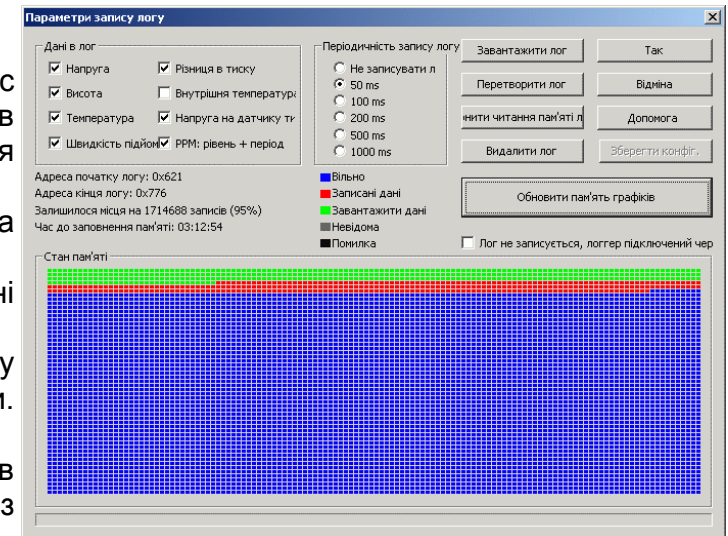 Параметри запису логу
Дані в лог
Напруга
Різниця в тиску
Висота
Внутрішня температура
Температура
Напруга на датчику ти
Швидкість підйом
PPM: рівень + період
Періодичність запису логу
Не записувати л
50 ms
100 ms
200 ms
500 ms
1000 ms
Завантажити лог
Так
Перетворити лог
Відміна
нити читання пам'яті л
Допомога
Видалити лог
Зберегти конфіг.
Адреса початку логу: 0x621
Адреса кінця логу: 0x776
Залишилося місця на 1714688 записів (95%)
Час до заповнення пам'яті: 03:12:54
Вільно
Записані дані
Завантажити дані
Невідома
Помилка
Обновити пам'ять графіків
Лог не записується, логгер підключений чер
Стан пам'яті
с
в
я
а
ні
у
и.
в
з